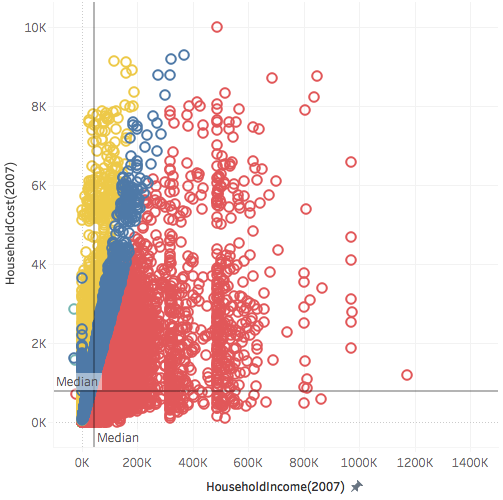 10K
8K
6K
4K
2K
0K
HouseholdCost(2007)
Median
Median
0K 200K 400K 600K 800K 1000K 1200K 1400K
HouseholdIncome(2007)